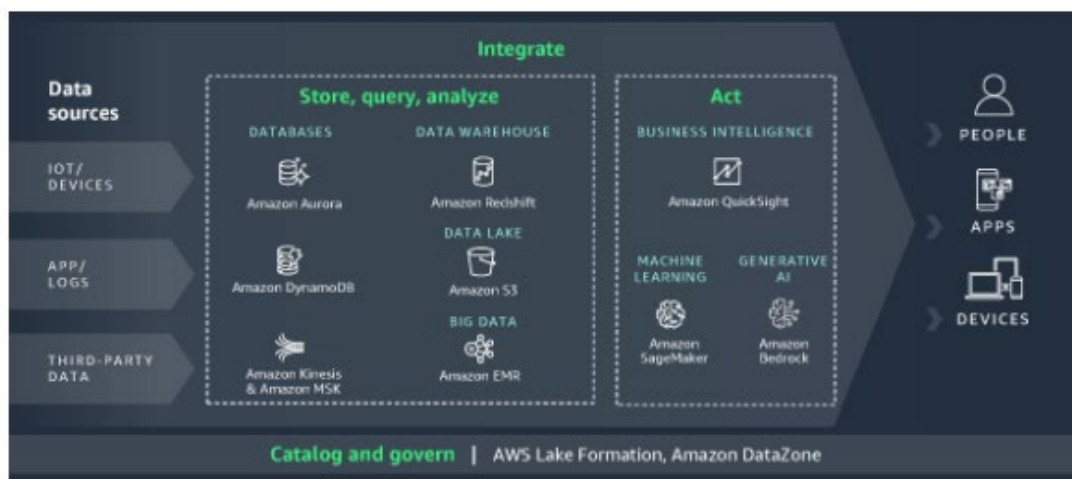 Integrate
Data
sources
IOT/
DEVICES
APP/
LOGS
THIRD-PARTY
DATA
Store, query, analyze
DATABASES
Amazon Aurora
Amazon DynamoDB
Amazon Kinesis
& Amazon MSK
DATA WAREHOUSE
Amazon Redshift
DATA LAKE
Amazon S3
BIG DATA
Amazon EMR
Act
BUSINESS INTELLIGENCE
Amazon QuickSight
MACHINE
LEARNING
Amazon
SageMaker
GENERATIVE
AI
Amazon
Bedrock
PEOPLE
APPS
DEVICES
Catalog and govern | AWS Lake Formation, Amazon DataZone